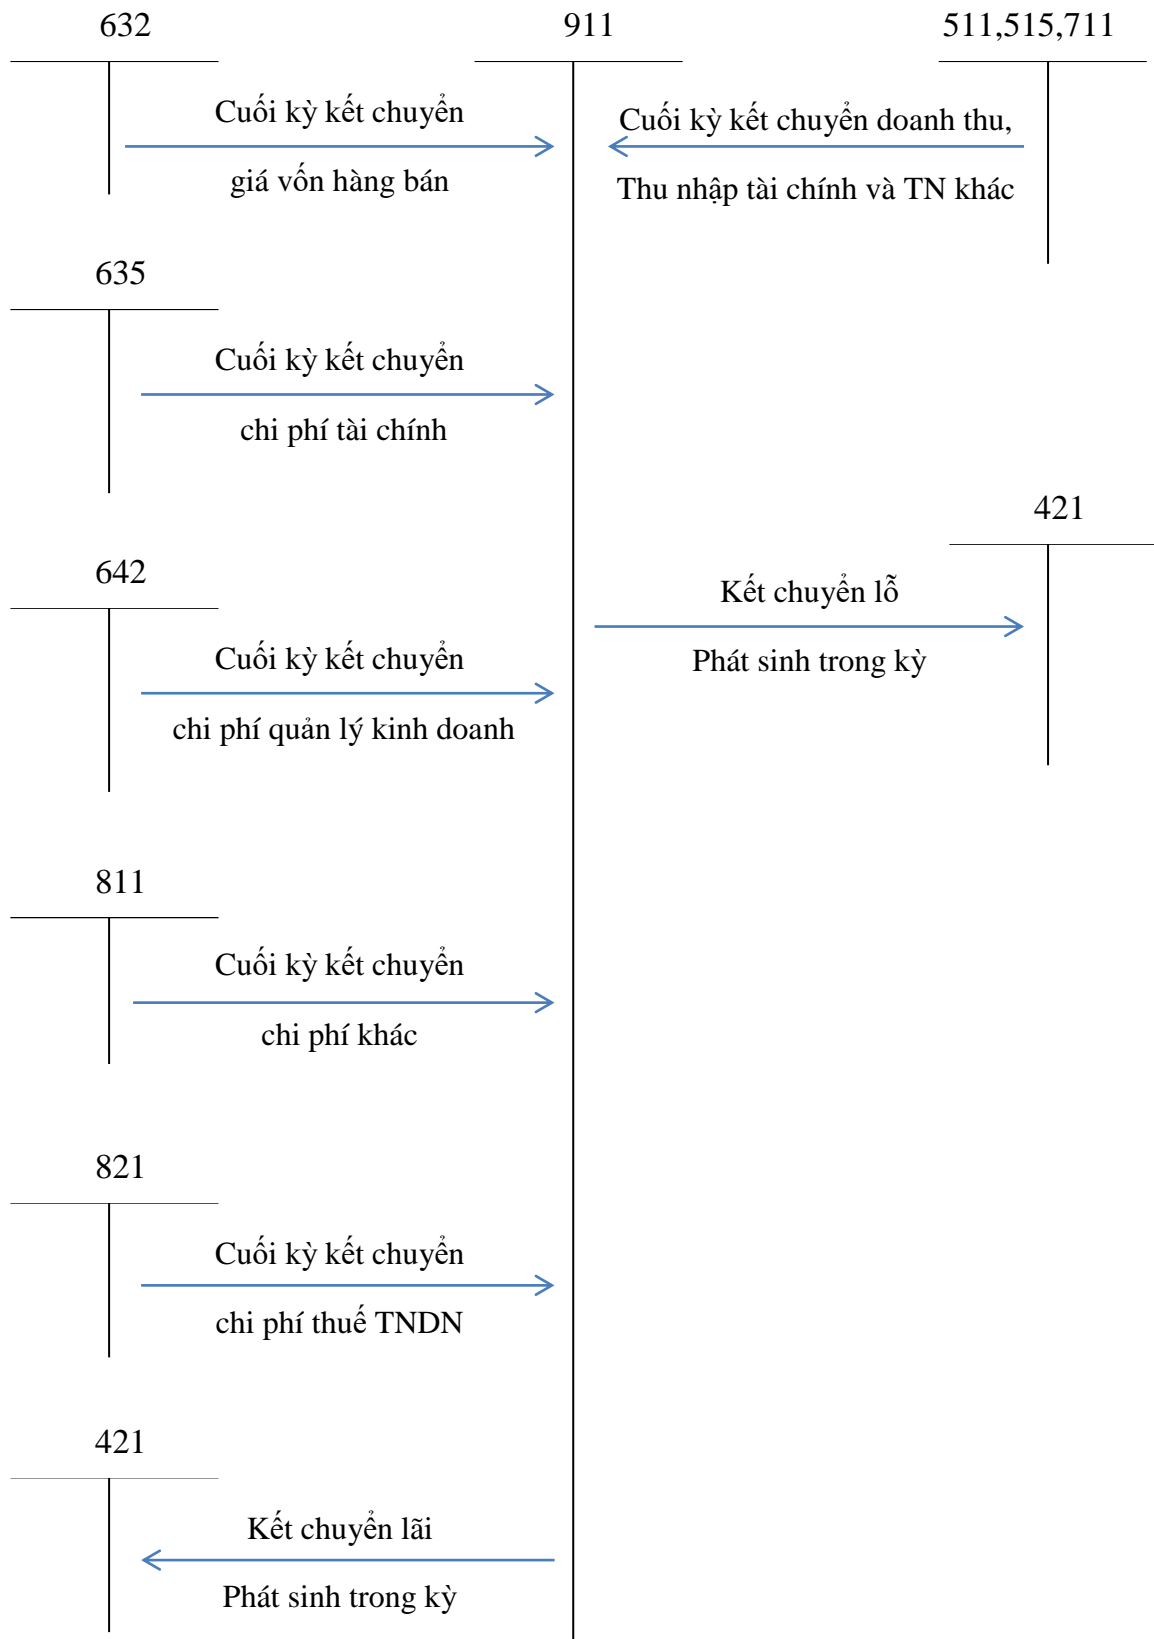 632
911
511,515,711
Cuối kỳ kết chuyển
giá vốn hàng bán
Cuối kỳ kết chuyển doanh thu,
Thu nhập tài chính và TN khác
635
Cuối kỳ kết chuyển
chi phí tài chính
421
Kết chuyển lỗ
Phát sinh trong kỳ
642
Cuối kỳ kết chuyển
chi phí quản lý kinh doanh
811
Cuối kỳ kết chuyển
chi phí khác
821
Cuối kỳ kết chuyển
chi phí thuế TNDN
421
Kết chuyển lãi
Phát sinh trong kỳ